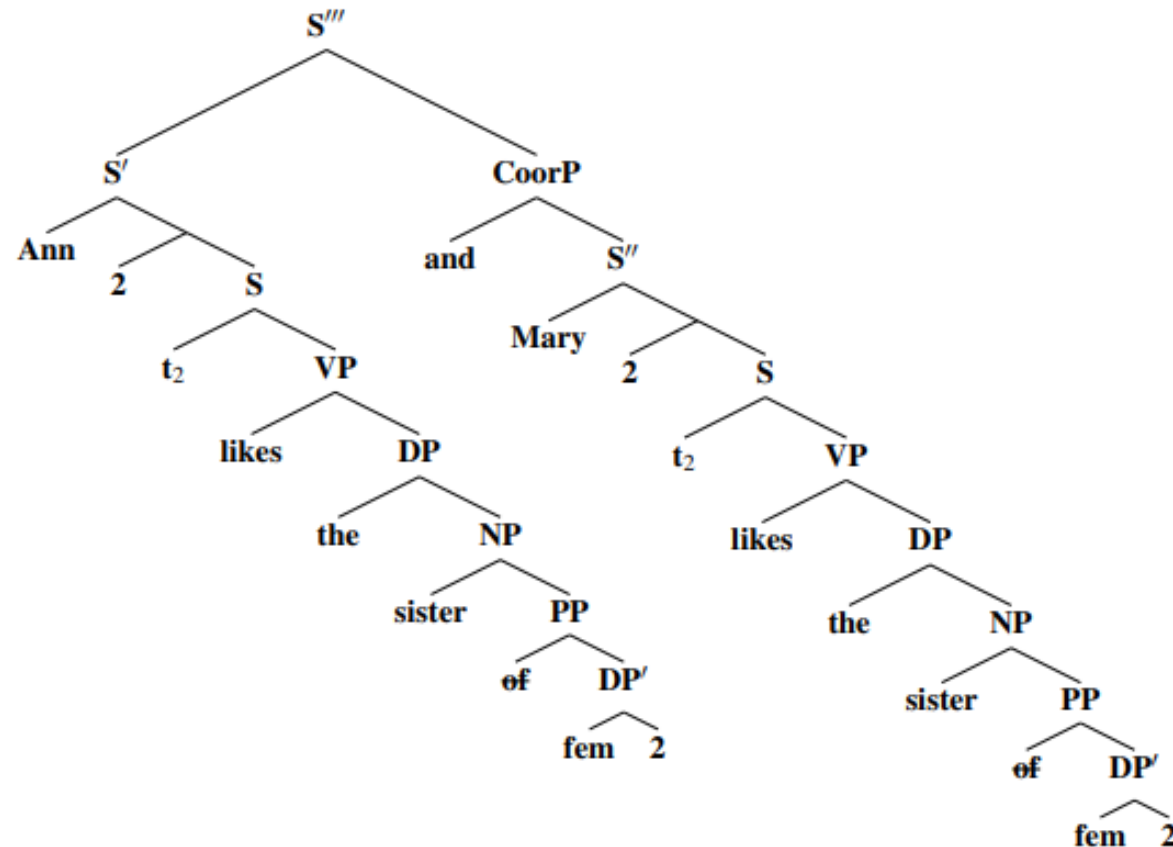 S′′′
S′ CoorP
Ann and S′′
2 S
Mary
t₂ VP 2 S
likes DP t₂ VP
the NP likes DP
sister PP the NP
of DP′ sister PP
fem 2
of DP′
fem 2